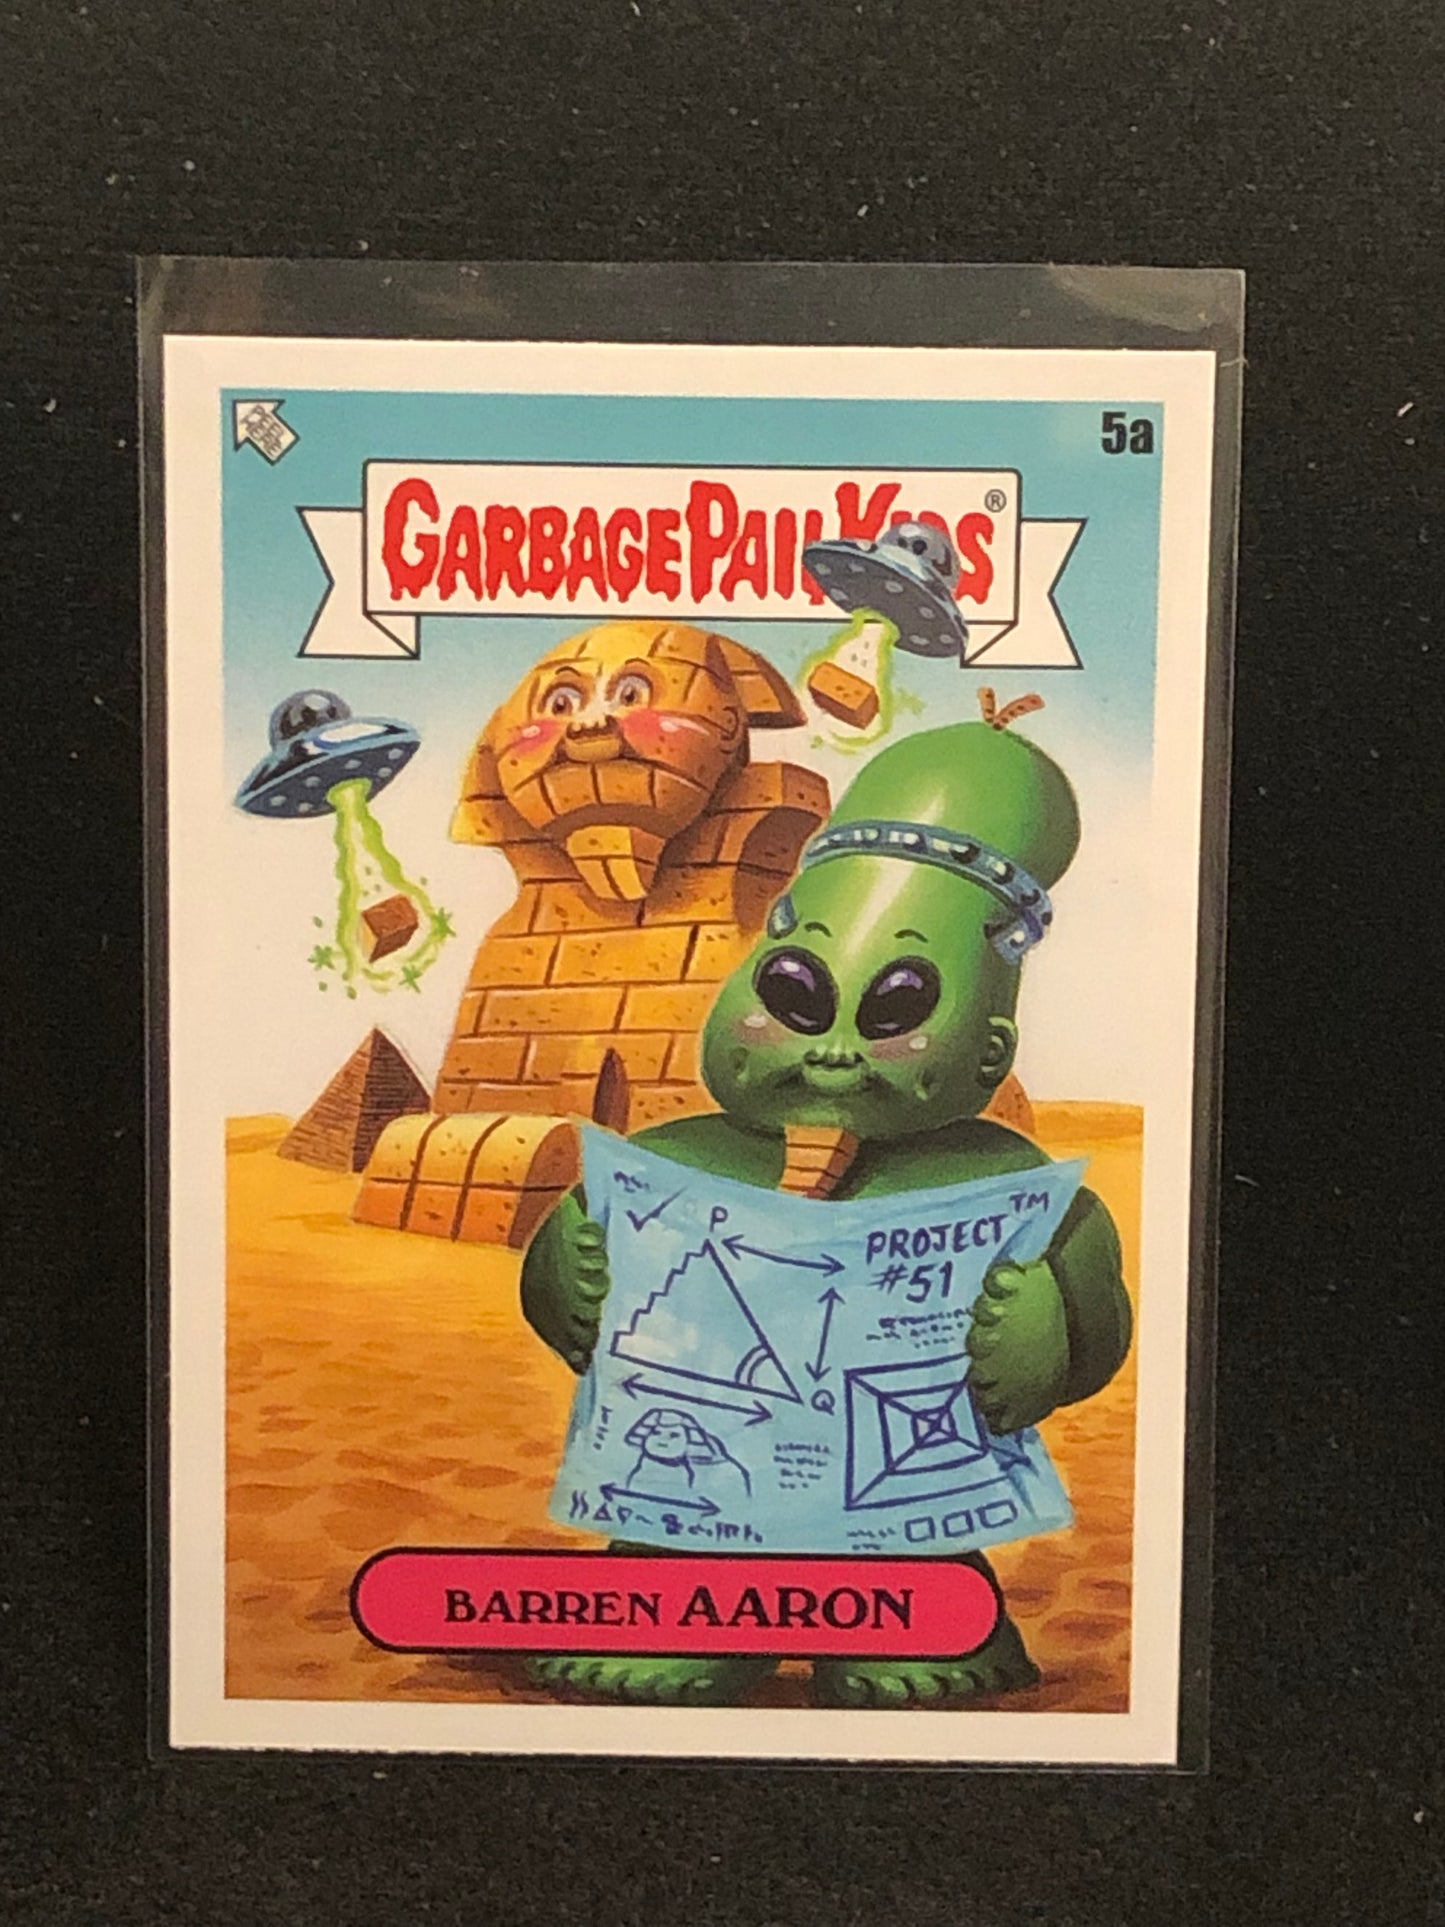 5a
GARBAGE PAIL KIDS®
P
PROJECT™
#51
Q
BARREN AARON